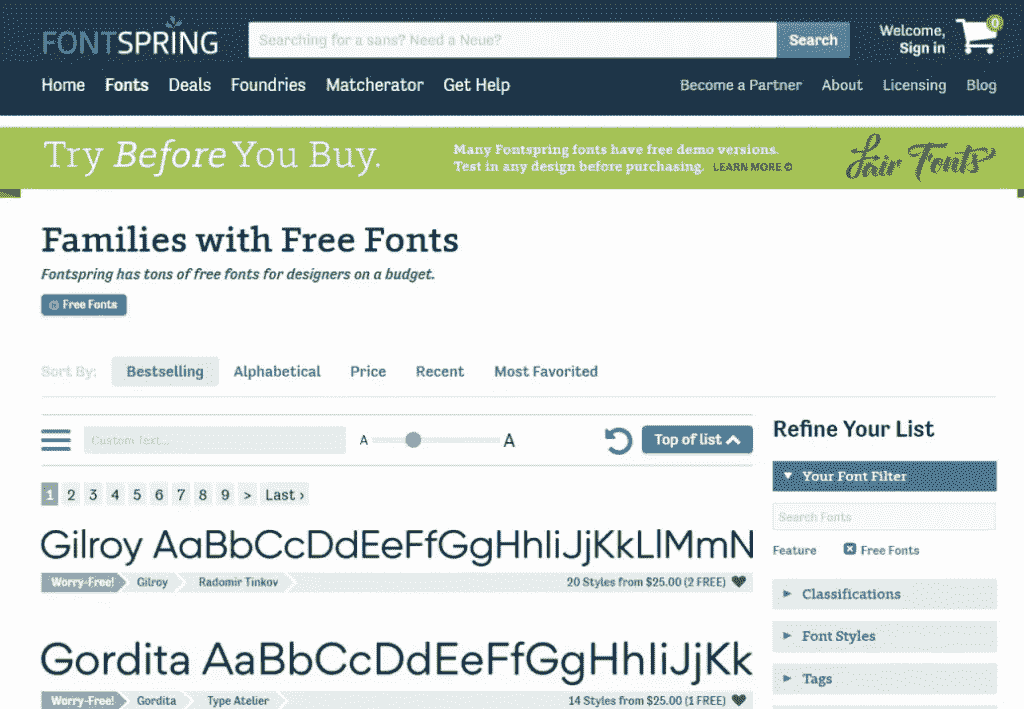 FONTSPRING
Searching for a sans? Need a Neue?
Search
Welcome,
Sign in
0
Home Fonts Deals Foundries Matcherator Get Help
Become a Partner About Licensing Blog
Try Before You Buy.
Many Fontspring fonts have free demo versions.
Test in any design before purchasing. LEARN MORE
Fair Fonts
Families with Free Fonts
Fontspring has tons of free fonts for designers on a budget.
Free Fonts
Sort By: Bestselling Alphabetical Price Recent Most Favorited
Custom Text...
A A
Top of list
1 2 3 4 5 6 7 8 9 > Last ›
Gilroy AaBbCcDdEeFfGgHhIiJjKkLlMmN
Worry-Free! Gilroy Radomir Tinkov 20 Styles from $25.00 (2 FREE)
Gordita AaBbCcDdEeFfGgHhIiJjKk
Worry-Free! Gordita Type Atelier 14 Styles from $25.00 (1 FREE)
Refine Your List
Your Font Filter
Search Fonts
Feature Free Fonts
Classifications
Font Styles
Tags